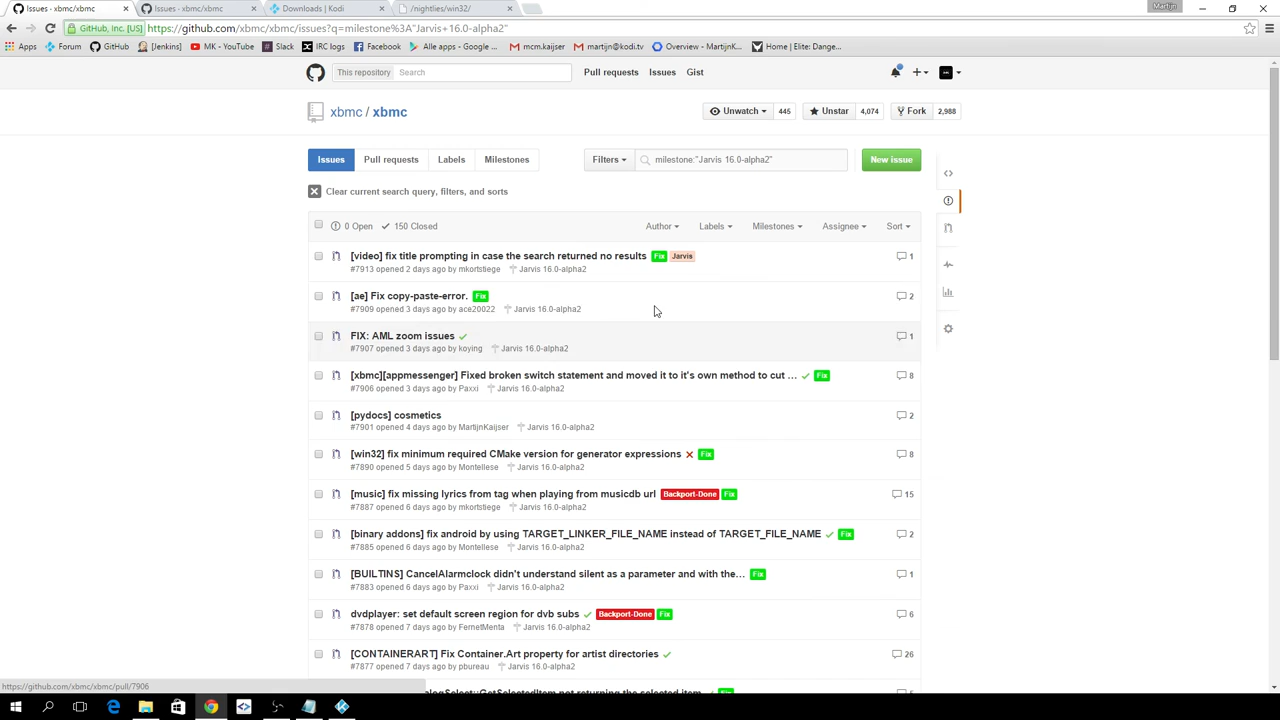 Issues · xbmc/xbmc
Issues · xbmc/xbmc
Downloads | Kodi
/nightlies/win32/
Martijn
GitHub, Inc. [US]
https://github.com/xbmc/xbmc/issues?q=milestone%3A"Jarvis+16.0-alpha2"
Apps
Forum
GitHub
[Jenkins]
MK - YouTube
Slack
IRC logs
Facebook
Alle apps - Google ...
mcm.kaijser
martijn@kodi.tv
Overview - MartijnK...
Home | Elite: Dange...
This repository
Search
Pull requests
Issues
Gist
xbmc / xbmc
Unwatch
445
Unstar
4,074
Fork
2,988
Issues
Pull requests
Labels
Milestones
Filters
milestone:"Jarvis 16.0-alpha2"
New issue
Clear current search query, filters, and sorts
0 Open
150 Closed
Author
Labels
Milestones
Assignee
Sort
[video] fix title prompting in case the search returned no results Fix Jarvis 1
#7913 opened 2 days ago by mkortstiege Jarvis 16.0-alpha2
[ae] Fix copy-paste-error. Fix 2
#7909 opened 3 days ago by ace20022 Jarvis 16.0-alpha2
FIX: AML zoom issues 1
#7907 opened 3 days ago by koying Jarvis 16.0-alpha2
[xbmc][appmessenger] Fixed broken switch statement and moved it to it's own method to cut ... Fix 8
#7906 opened 3 days ago by Paxxi Jarvis 16.0-alpha2
[pydocs] cosmetics 2
#7901 opened 4 days ago by MartijnKaijser Jarvis 16.0-alpha2
[win32] fix minimum required CMake version for generator expressions Fix 8
#7890 opened 5 days ago by Montellese Jarvis 16.0-alpha2
[music] fix missing lyrics from tag when playing from musicdb url Backport-Done Fix 15
#7887 opened 6 days ago by mkortstiege Jarvis 16.0-alpha2
[binary addons] fix android by using TARGET_LINKER_FILE_NAME instead of TARGET_FILE_NAME Fix 2
#7885 opened 6 days ago by Montellese Jarvis 16.0-alpha2
[BUILTINS] CancelAlarmclock didn't understand silent as a parameter and with the... Fix 1
#7883 opened 6 days ago by Paxxi Jarvis 16.0-alpha2
dvdplayer: set default screen region for dvb subs Backport-Done Fix 6
#7878 opened 7 days ago by FernetMenta Jarvis 16.0-alpha2
[CONTAINERART] Fix Container.Art property for artist directories 26
#7877 opened 7 days ago by pbureau Jarvis 16.0-alpha2
https://github.com/xbmc/xbmc/pull/7906